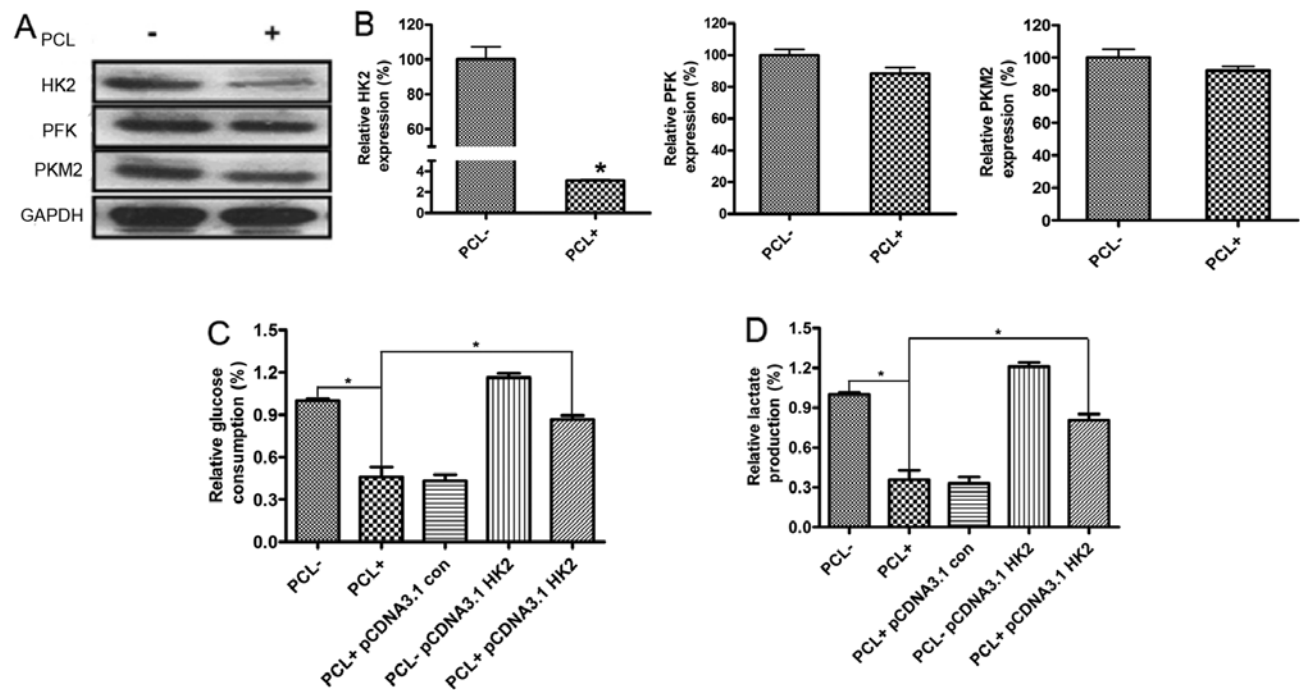 A
PCL - +
HK2
PFK
PKM2
GAPDH
B
Relative HK2
expression (%)
120
100
80
60
4
2
0
*
PCL-
PCL+
Relative PFK
expression (%)
120
100
80
60
40
20
0
PCL-
PCL+
Relative PKM2
expression (%)
120
100
80
60
40
20
0
PCL-
PCL+
C
Relative glucose
consumption (%)
1.5
1.2
0.9
0.6
0.3
0.0
*
*
PCL-
PCL+
PCL+ pCDNA3.1 con
PCL- pCDNA3.1 HK2
PCL+ pCDNA3.1 HK2
D
Relative lactate
production (%)
1.5
1.2
0.9
0.6
0.3
0.0
*
*
PCL-
PCL+
PCL+ pCDNA3.1 con
PCL- pCDNA3.1 HK2
PCL+ pCDNA3.1 HK2